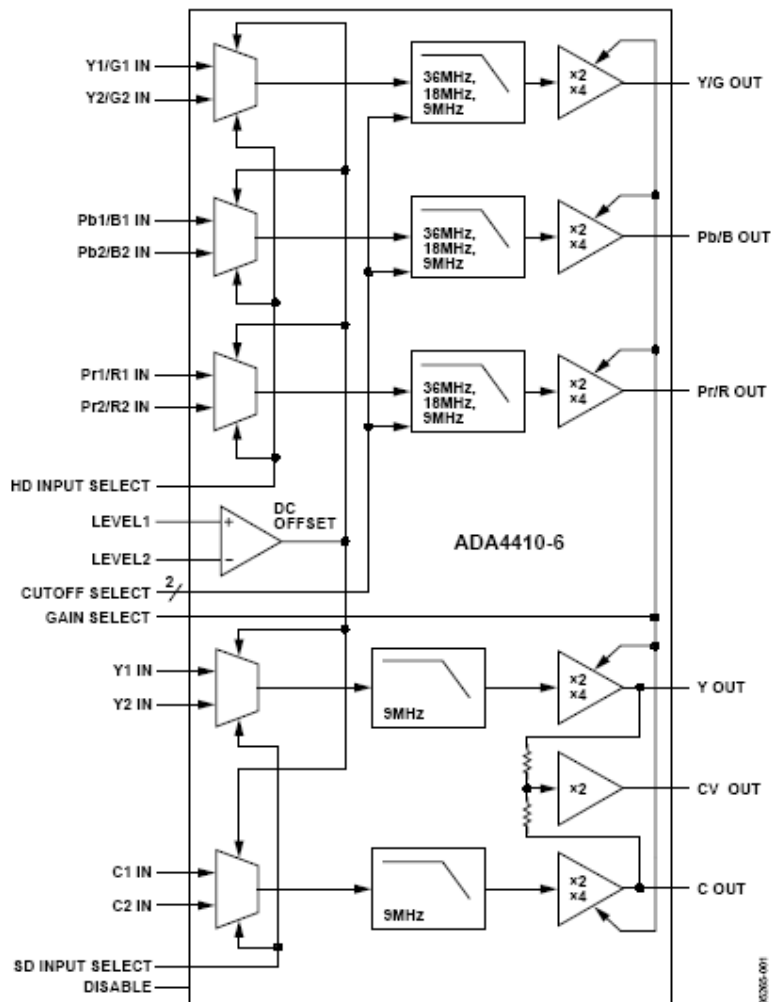 Y1/G1 IN
Y2/G2 IN
36MHz,
18MHz,
9MHz
×2
×4
Y/G OUT
Pb1/B1 IN
Pb2/B2 IN
36MHz,
18MHz,
9MHz
×2
×4
Pb/B OUT
Pr1/R1 IN
Pr2/R2 IN
36MHz,
18MHz,
9MHz
×2
×4
Pr/R OUT
HD INPUT SELECT
LEVEL1
+
DC
OFFSET
LEVEL2
−
ADA4410-6
CUTOFF SELECT
2
GAIN SELECT
Y1 IN
Y2 IN
9MHz
×2
×4
Y OUT
×2
CV OUT
C1 IN
C2 IN
9MHz
×2
×4
C OUT
SD INPUT SELECT
DISABLE
05265-001